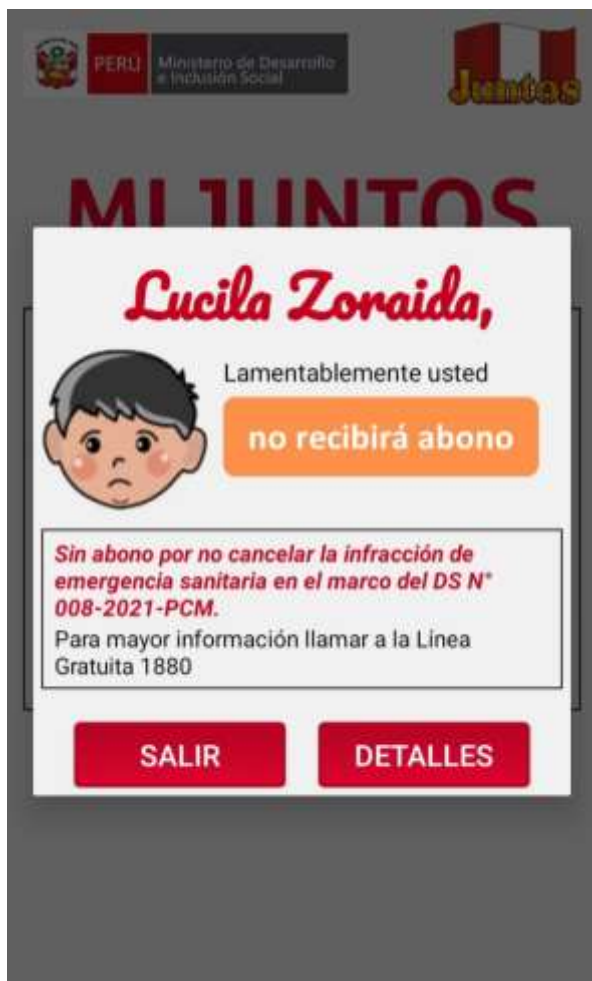 PERÚ
Ministerio de Desarrollo
e Inclusión Social
Juntos
MI JUNTOS
Lucila Zoraida,
Lamentablemente usted
no recibirá abono
Sin abono por no cancelar la infracción de
emergencia sanitaria en el marco del DS N°
008-2021-PCM.
Para mayor información llamar a la Línea
Gratuita 1880
SALIR
DETALLES